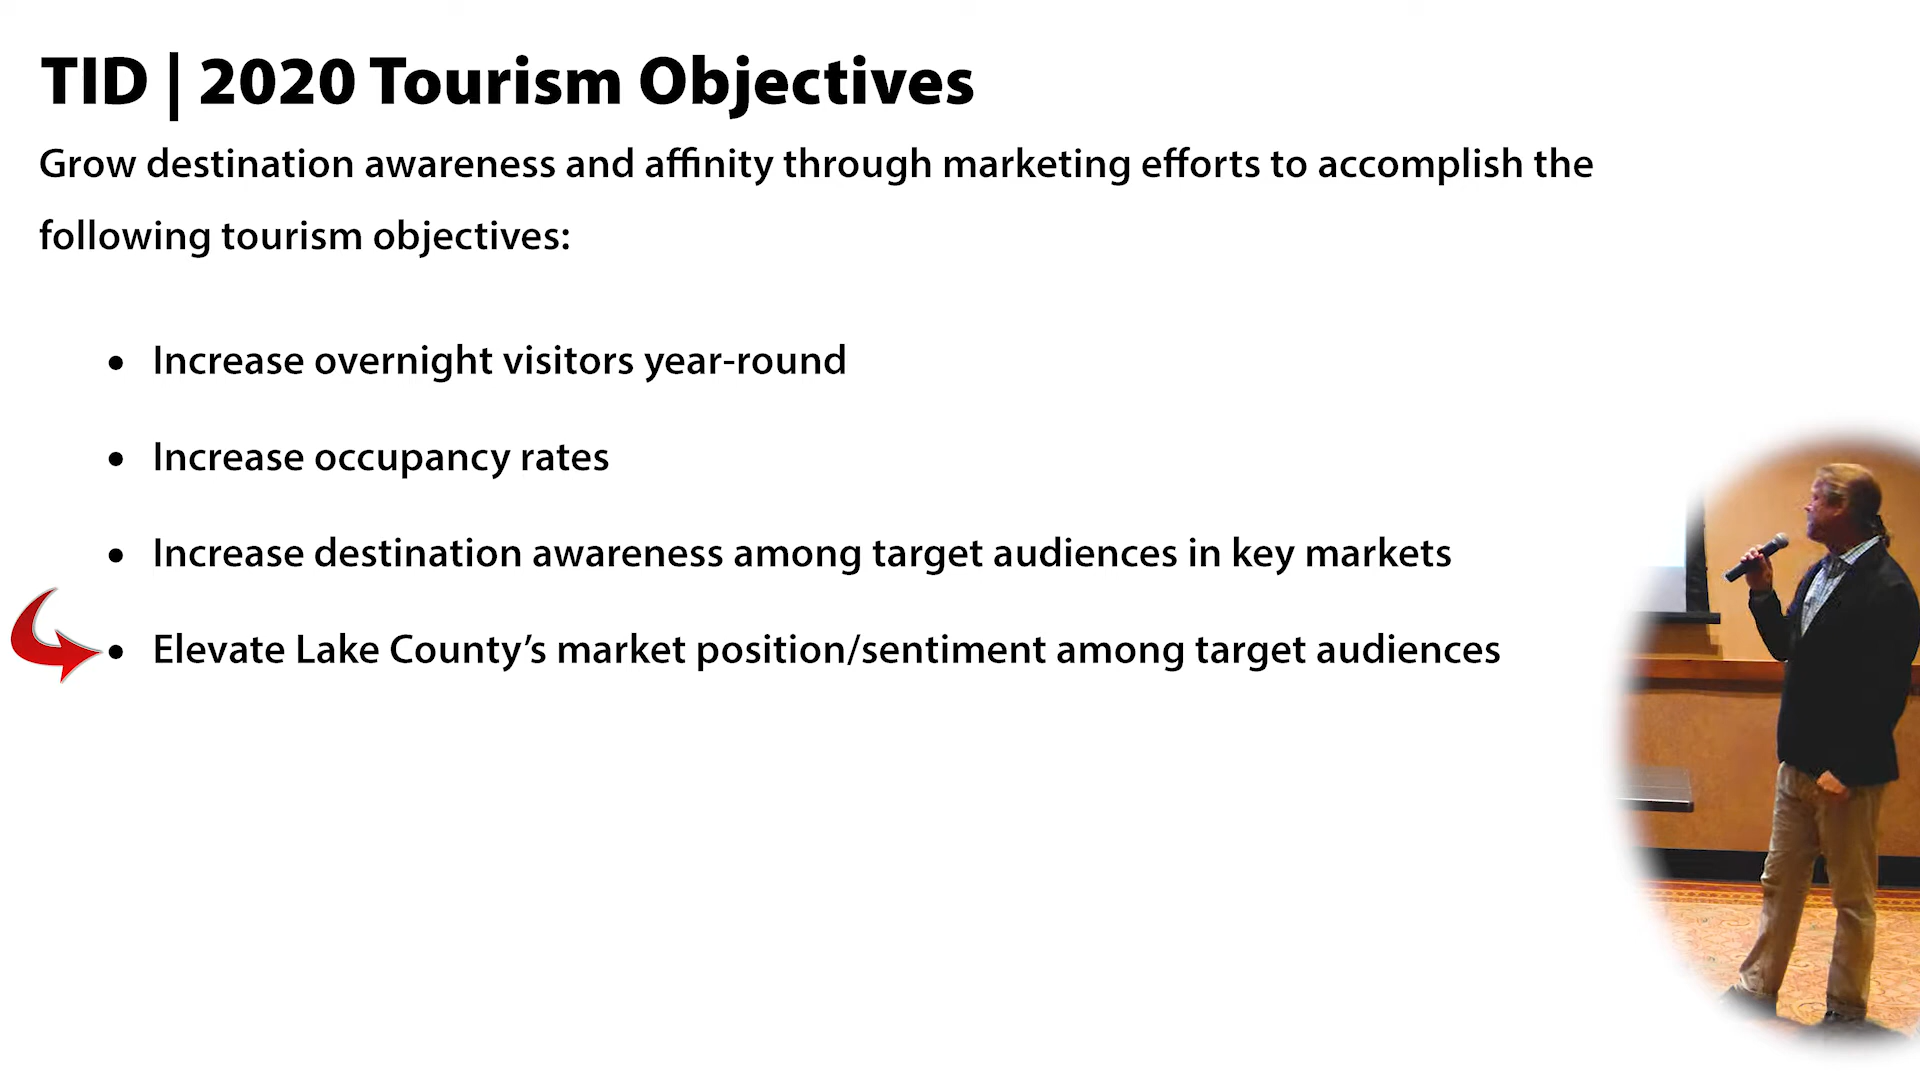 TID | 2020 Tourism Objectives
Grow destination awareness and affinity through marketing efforts to accomplish the
following tourism objectives:
• Increase overnight visitors year-round
• Increase occupancy rates
• Increase destination awareness among target audiences in key markets
• Elevate Lake County’s market position/sentiment among target audiences